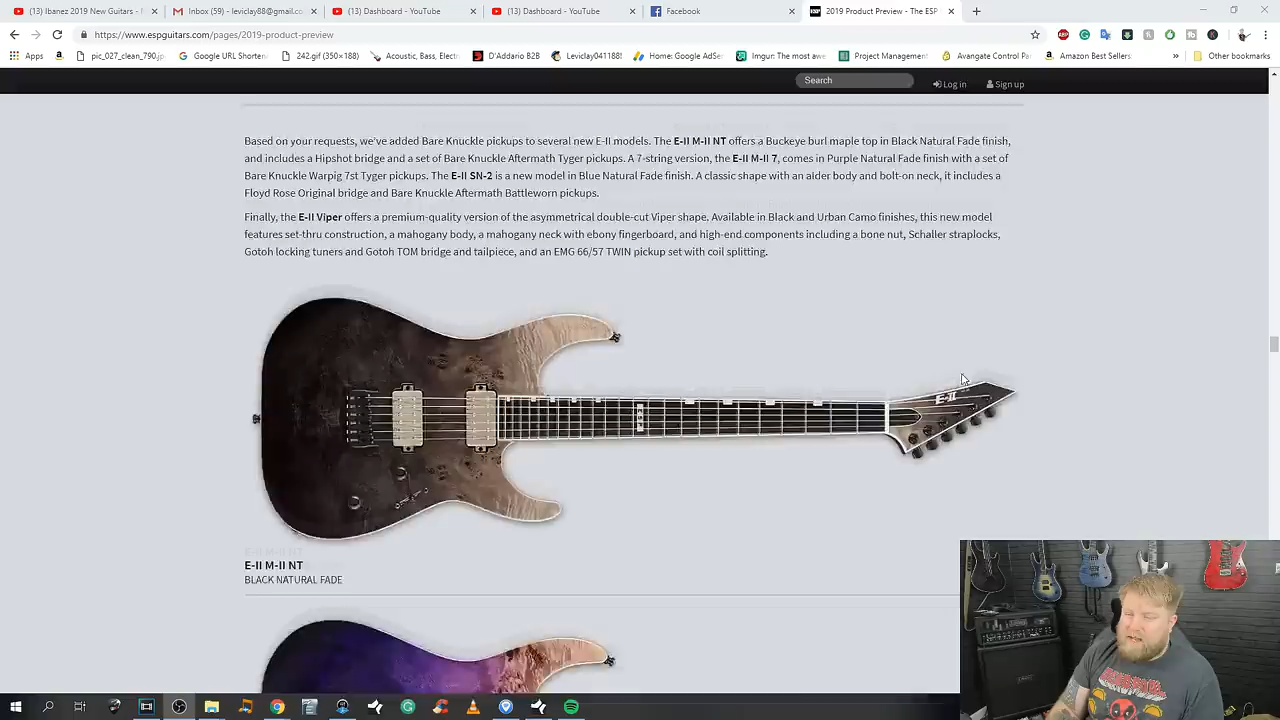 (13) Ibanez 2019 New Guitars - N
Inbox (59) - leviclay88@gmail.co
(13) Dashboard - YouTube
(13) Dashboard - YouTube
Facebook
2019 Product Preview - The ESP
https://www.espguitars.com/pages/2019-product-preview
Apps
pic_027_clean_790.jp
Google URL Shorten
242.gif (350×188)
Acoustic, Bass, Elect
D'Addario B2B
Leviclay0411888
Home: Google AdSe
Imgur: The most awe
Project Management
Avangate Control Pa
Amazon Best Sellers
» Other bookmarks
Search
Log in
Sign up
Based on your requests, we've added Bare Knuckle pickups to several new E-II models. The E-II M-II NT offers a Buckeye burl maple top in Black Natural Fade finish,
and includes a Hipshot bridge and a set of Bare Knuckle Aftermath Tyger pickups. A 7-string version, the E-II M-II 7, comes in Purple Natural Fade finish with a set of
Bare Knuckle Warpig 7st Tyger pickups. The E-II SN-2 is a new model in Blue Natural Fade finish. A classic shape with an alder body and bolt-on neck, it includes a
Floyd Rose Original bridge and Bare Knuckle Aftermath Battleworn pickups.
Finally, the E-II Viper offers a premium-quality version of the asymmetrical double-cut Viper shape. Available in Black and Urban Camo finishes, this new model
features set-thru construction, a mahogany body, a mahogany neck with ebony fingerboard, and high-end components including a bone nut, Schaller straplocks,
Gotoh locking tuners and Gotoh TOM bridge and tailpiece, and an EMG 66/57 TWIN pickup set with coil splitting.
E-II
E-II M-II NT
E-II M-II NT
BLACK NATURAL FADE